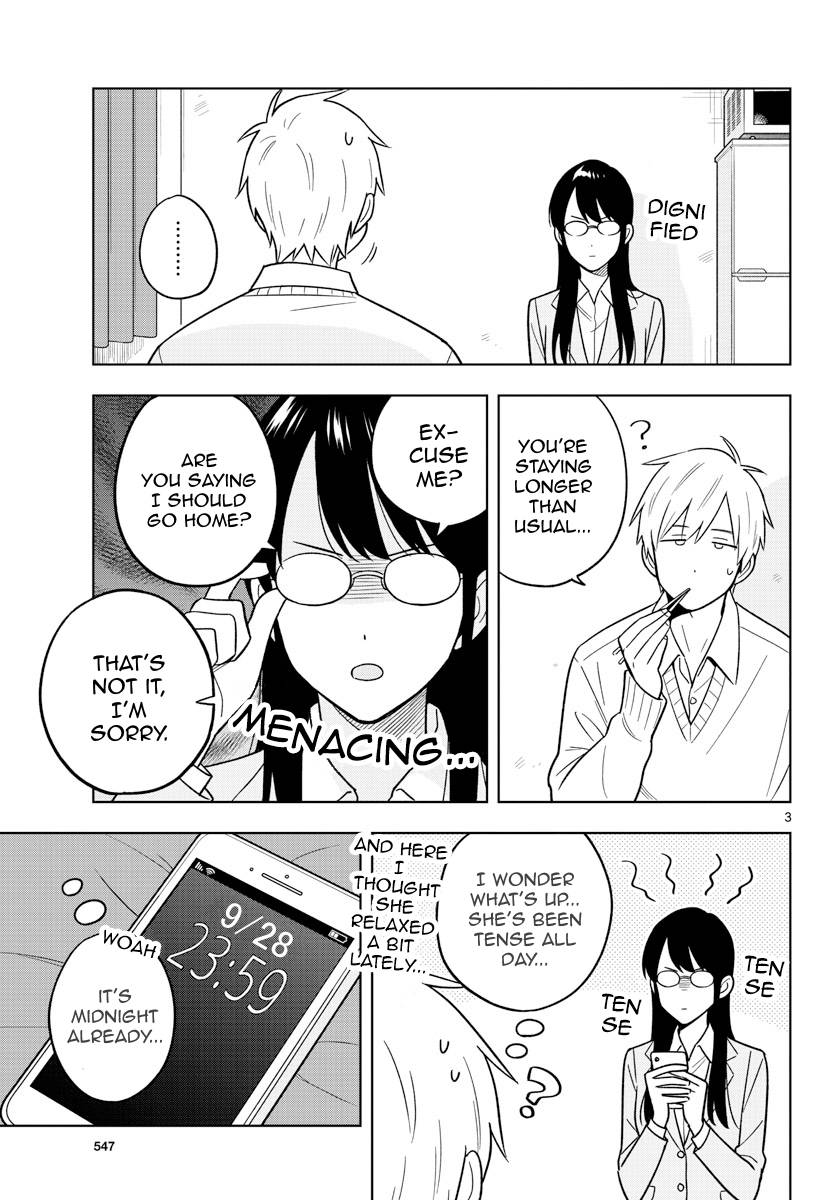 ………
DIGNI
FIED
?
YOU'RE
STAYING
LONGER
THAN
USUAL...
EX-
CUSE
ME?
ARE
YOU SAYING
I SHOULD
GO HOME?
THAT'S
NOT IT,
I'M
SORRY.
MENACING...
3
I WONDER
WHAT'S UP...
SHE'S BEEN
TENSE ALL
DAY...
TEN
SE
TEN
SE
?
AND HERE
I
THOUGHT
SHE
RELAXED
A BIT
LATELY...
9/28
23:59
WOAH
IT'S
MIDNIGHT
ALREADY...
547